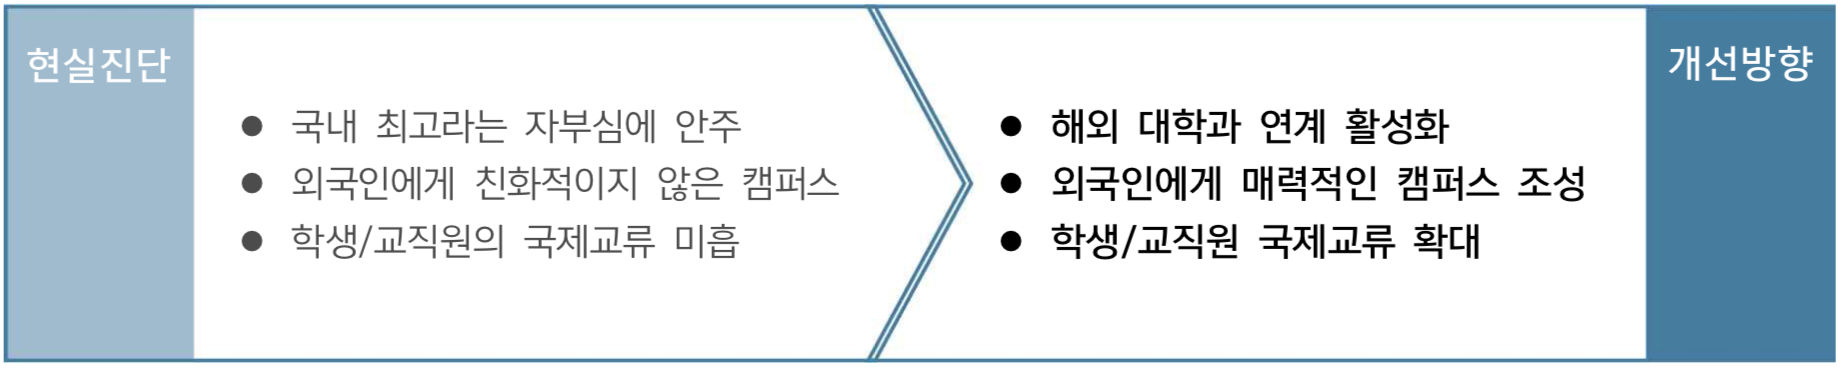 현실진단
● 국내 최고라는 자부심에 안주
● 외국인에게 친화적이지 않은 캠퍼스
● 학생/교직원의 국제교류 미흡
● 해외 대학과 연계 활성화
● 외국인에게 매력적인 캠퍼스 조성
● 학생/교직원 국제교류 확대
개선방향